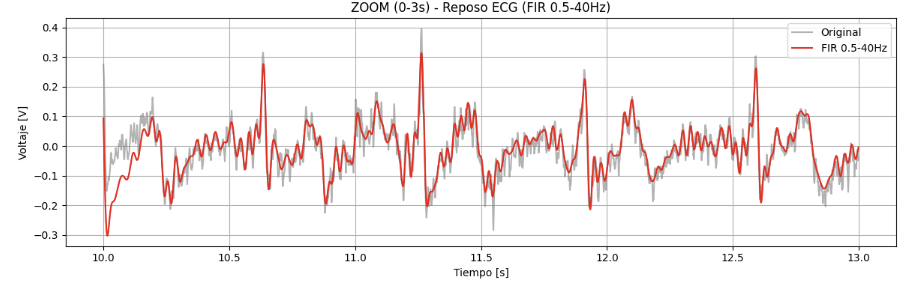 ZOOM (0-3s) - Reposo ECG (FIR 0.5-40Hz)
Original
FIR 0.5-40Hz
Voltaje [V]
0.4
0.3
0.2
0.1
0.0
−0.1
−0.2
−0.3
10.0 10.5 11.0 11.5 12.0 12.5 13.0
Tiempo [s]